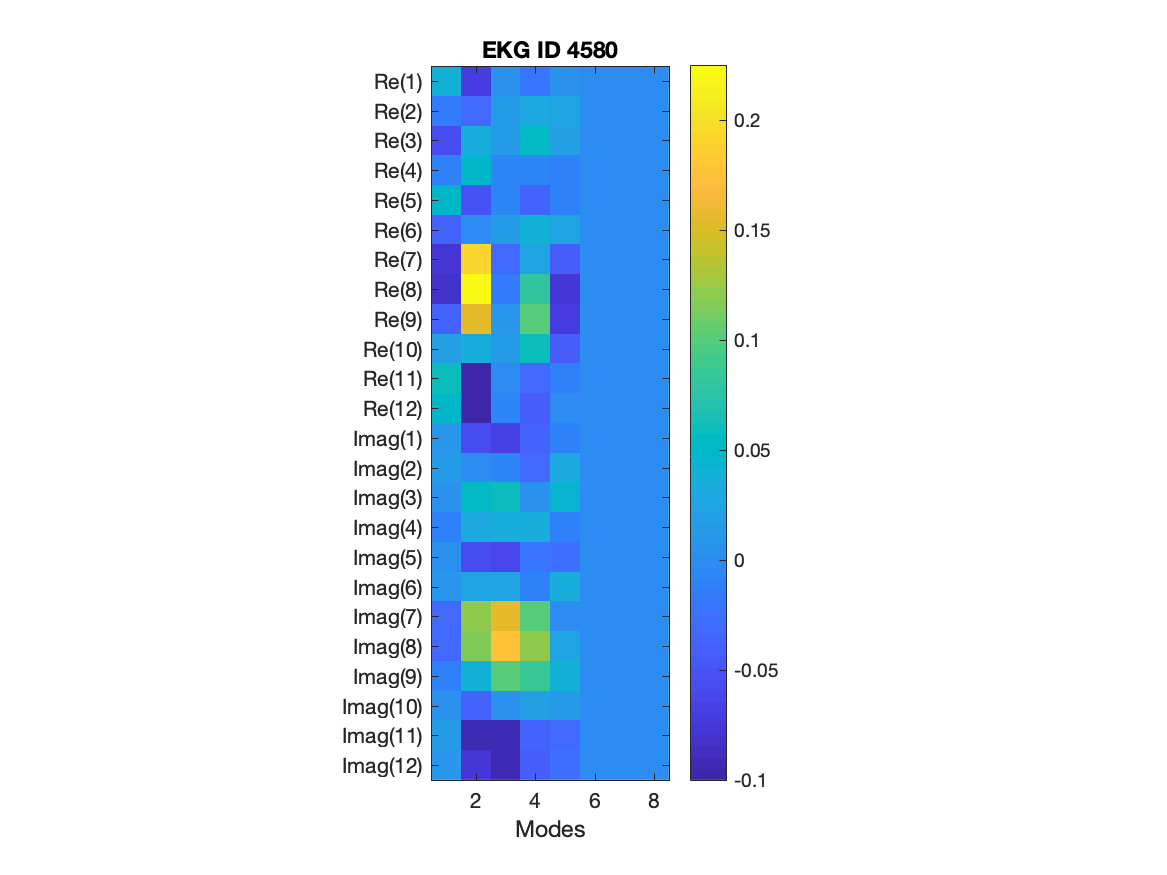 EKG ID 4580
Re(1)
Re(2)
Re(3)
Re(4)
Re(5)
Re(6)
Re(7)
Re(8)
Re(9)
Re(10)
Re(11)
Re(12)
Imag(1)
Imag(2)
Imag(3)
Imag(4)
Imag(5)
Imag(6)
Imag(7)
Imag(8)
Imag(9)
Imag(10)
Imag(11)
Imag(12)
2 4 6 8
Modes
0.2
0.15
0.1
0.05
0
-0.05
-0.1